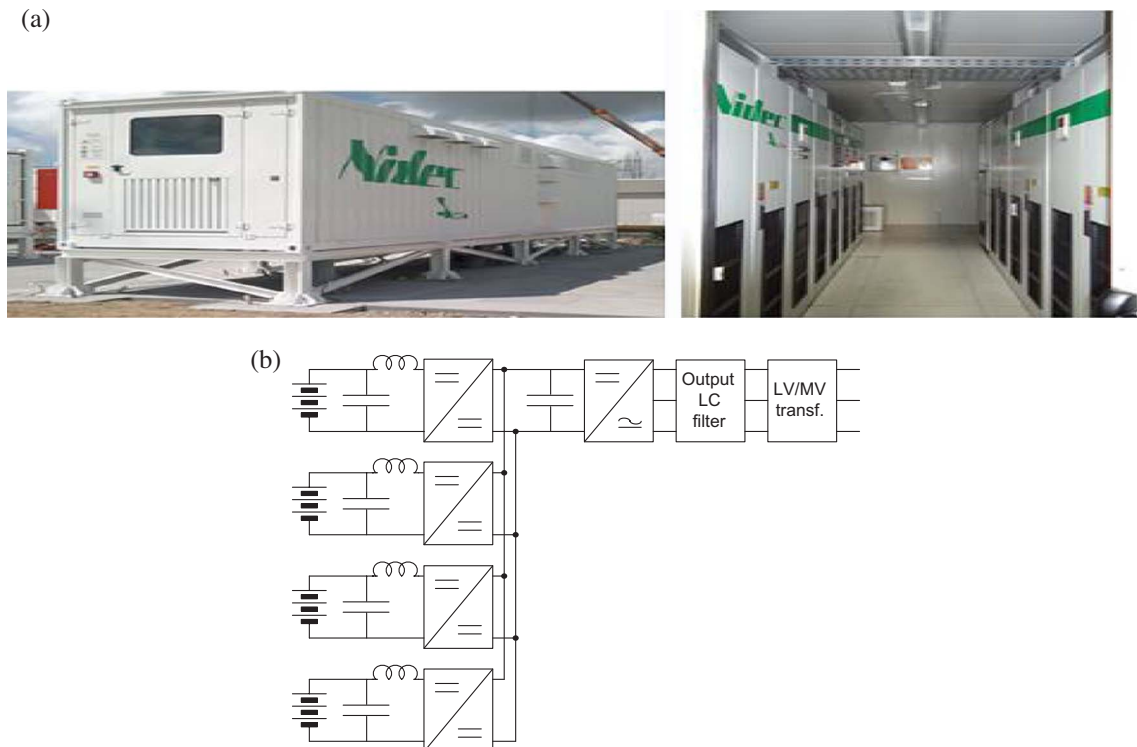 (a)
Nidec
Nidec
(b)
Output
LC
filter
LV/MV
transf.